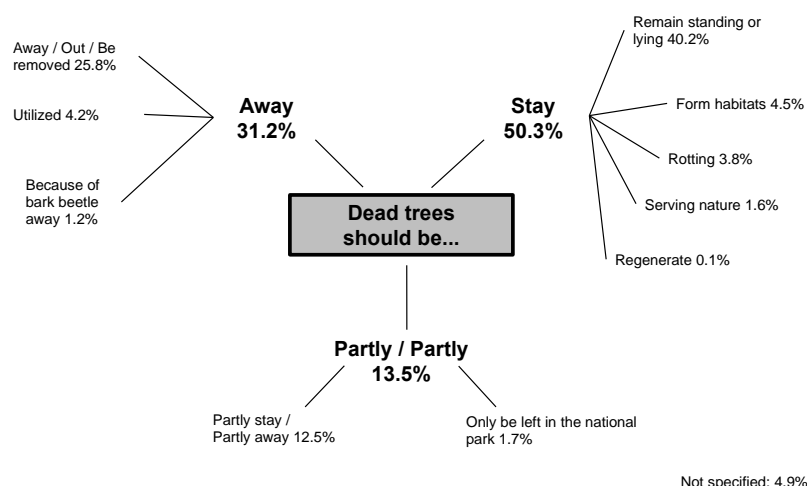 Remain standing or
lying 40.2%
Away / Out / Be
removed 25.8%
Away
31.2%
Stay
50.3%
Utilized 4.2%
Form habitats 4.5%
Rotting 3.8%
Because of
bark beetle
away 1.2%
Serving nature 1.6%
Dead trees
should be...
Regenerate 0.1%
Partly / Partly
13.5%
Partly stay /
Partly away 12.5%
Only be left in the national
park 1.7%
Not specified: 4.9%